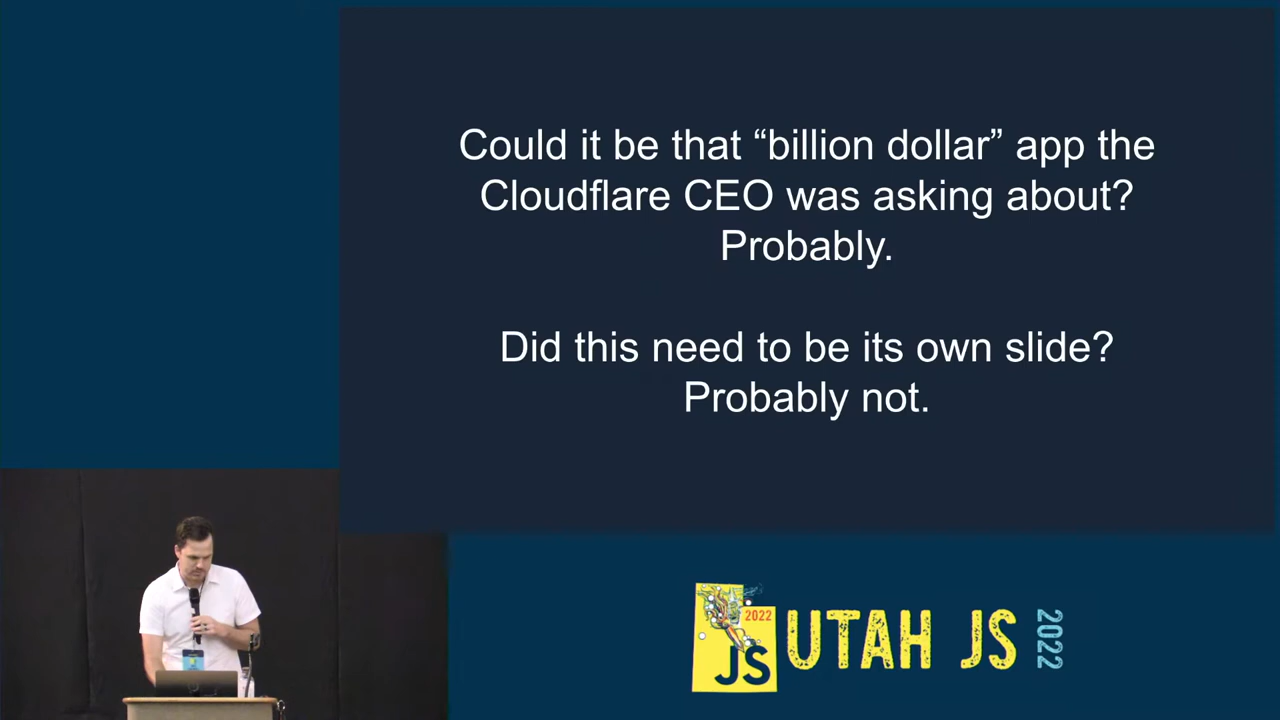 Could it be that “billion dollar” app the
Cloudflare CEO was asking about?
Probably.
Did this need to be its own slide?
Probably not.
2022
JS
UTAH JS
2022